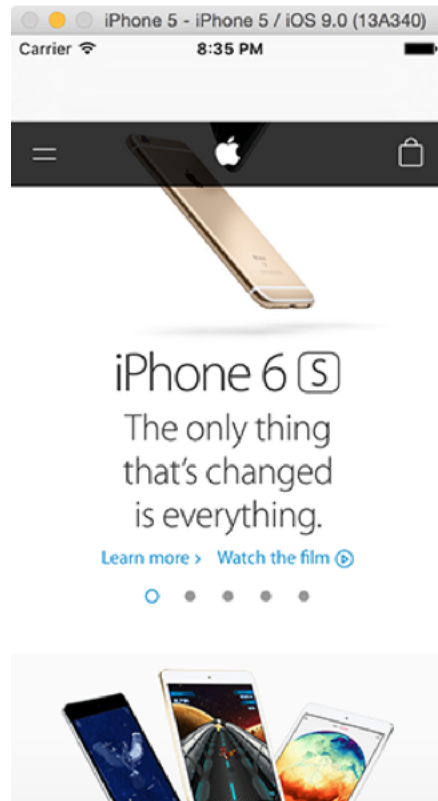 iPhone 5 - iPhone 5 / iOS 9.0 (13A340)
Carrier 8:35 PM
iPhone 6 S
The only thing
that's changed
is everything.
Learn more > Watch the film